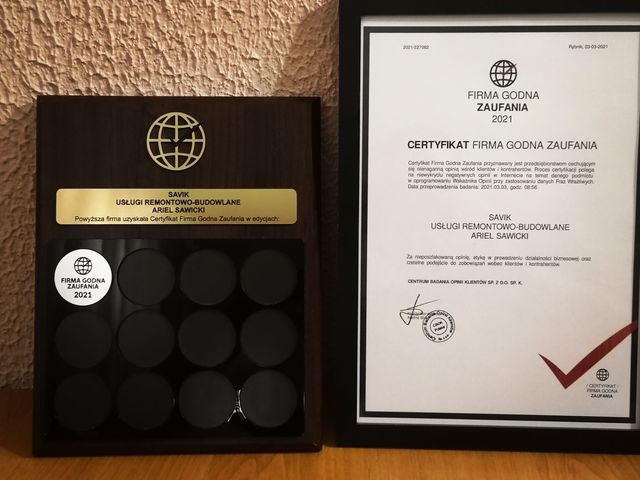 SAVIK
USŁUGI REMONTOWO-BUDOWLANE
ARIEL SAWICKI
Powyższa firma uzyskała Certyfikat Firma Godna Zaufania w edycjach:
FIRMA GODNA
ZAUFANIA
2021
2021/227082
Rybnik, 03-03-2021
FIRMA GODNA
ZAUFANIA
2021
CERTYFIKAT FIRMA GODNA ZAUFANIA
Certyfikat Firma Godna Zaufania przyznawany jest przedsiębiorstwom cechującym
się nienaganną opinią wśród klientów i kontrahentów. Proces certyfikacji polega
na niewykryciu negatywnych opinii w Internecie na temat danego podmiotu
w oprogramowaniu Wskaźnika Opinii przy zastosowaniu danych Fraz Wrażliwych.
Data przeprowadzenia badania: 2021.03.03, godz. 08:56
SAVIK
USŁUGI REMONTOWO-BUDOWLANE
ARIEL SAWICKI
Za nieposzlakowaną opinię, etykę w prowadzeniu działalności biznesowej oraz
rzetelne podejście do zobowiązań wobec klientów i kontrahentów.
CENTRUM BADANIA OPINII KLIENTÓW SP. Z O.O. SP. K.
/ CERTYFIKAT /
FIRMA GODNA
ZAUFANIA